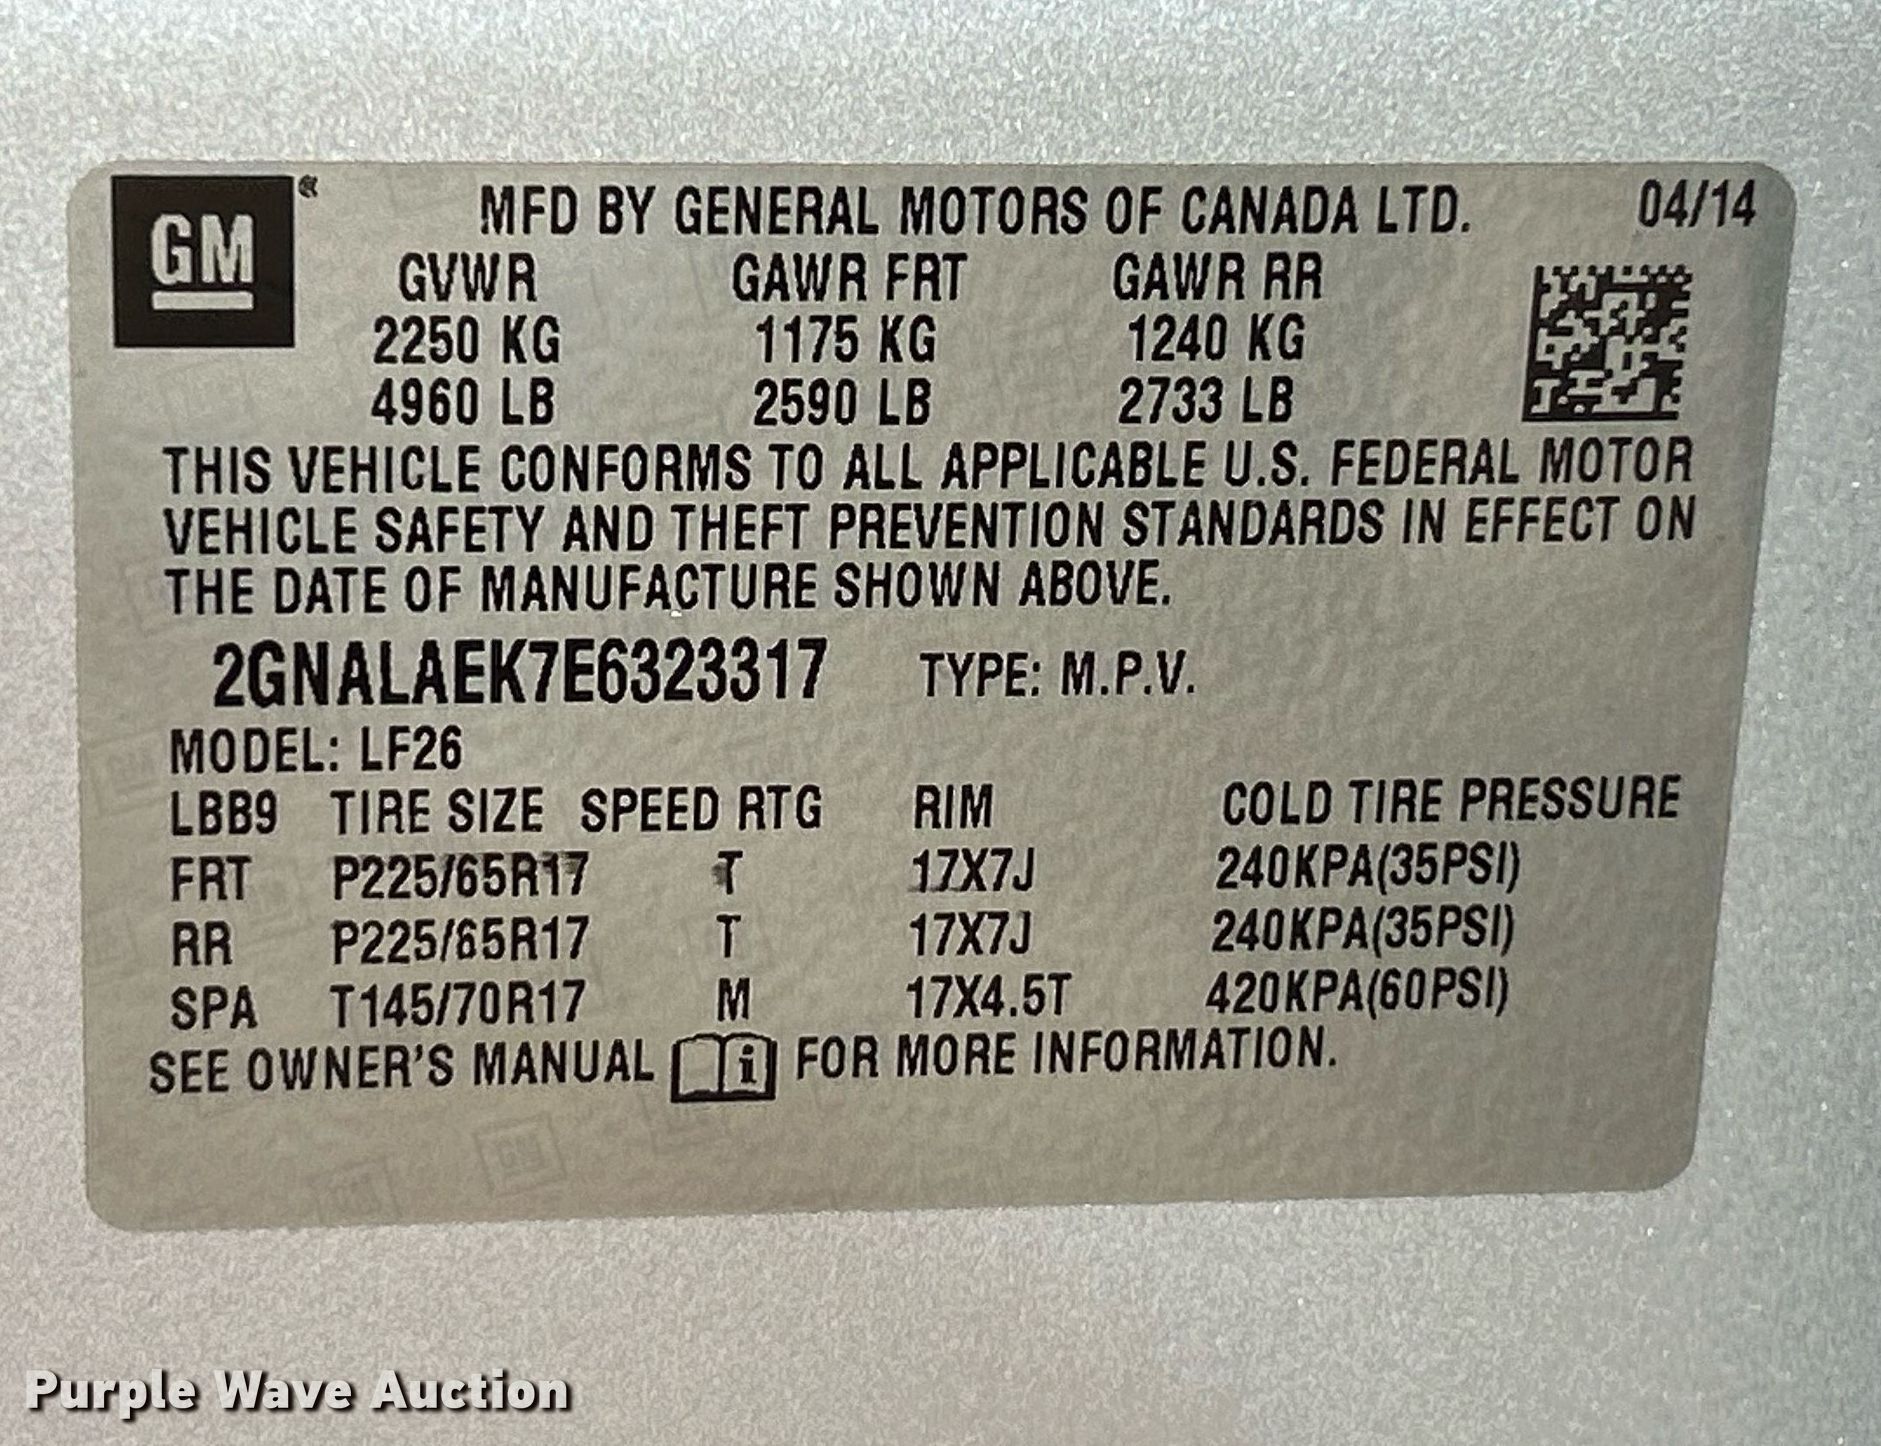 GM
MFD BY GENERAL MOTORS OF CANADA LTD. 04/14
GVWR GAWR FRT GAWR RR
2250 KG 1175 KG 1240 KG
4960 LB 2590 LB 2733 LB
THIS VEHICLE CONFORMS TO ALL APPLICABLE U.S. FEDERAL MOTOR
VEHICLE SAFETY AND THEFT PREVENTION STANDARDS IN EFFECT ON
THE DATE OF MANUFACTURE SHOWN ABOVE.
2GNALAEK7E6323317 TYPE: M.P.V.
MODEL: LF26
LBB9 TIRE SIZE SPEED RTG RIM COLD TIRE PRESSURE
FRT P225/65R17 T 17X7J 240KPA(35PSI)
RR P225/65R17 T 17X7J 240KPA(35PSI)
SPA T145/70R17 M 17X4.5T 420KPA(60PSI)
SEE OWNER'S MANUAL i FOR MORE INFORMATION.
Purple Wave Auction